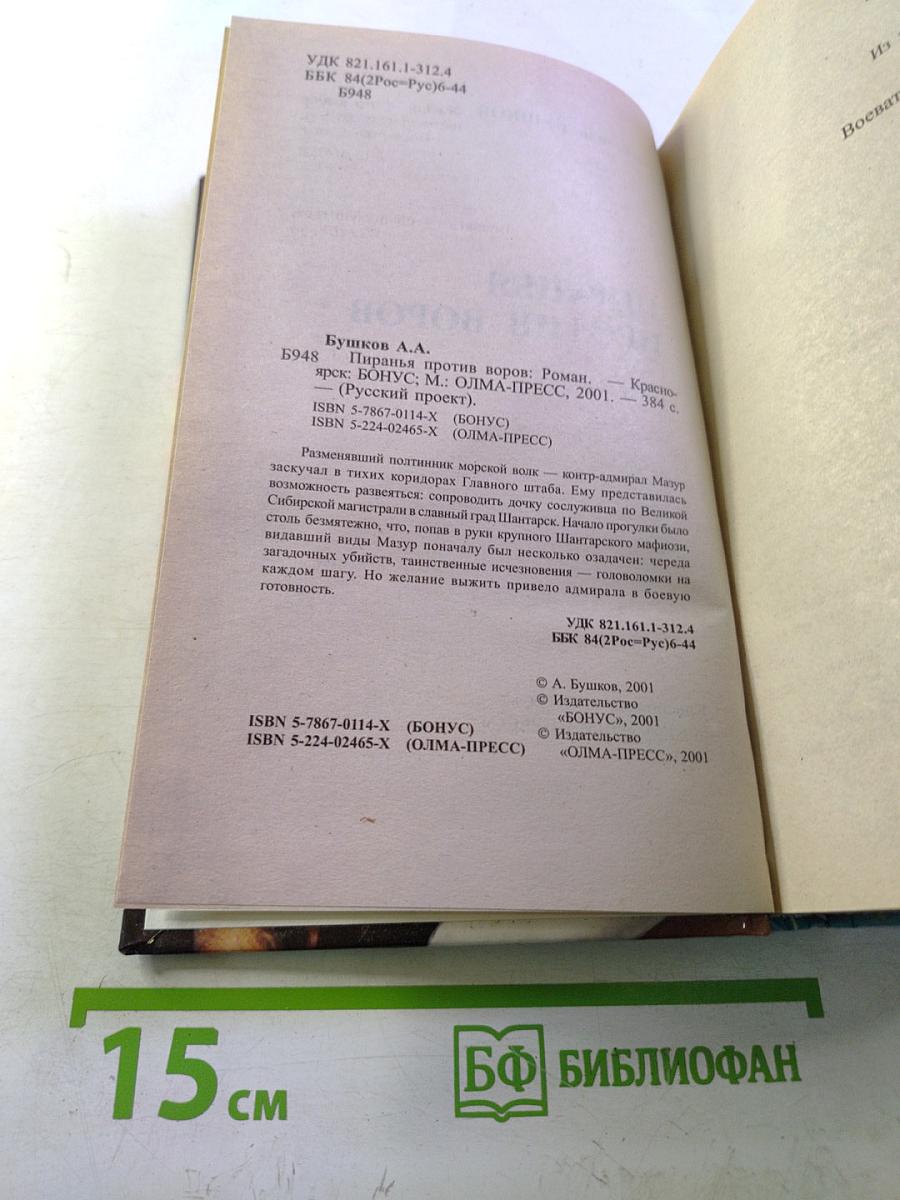 УДК 821.161.1-312.4
ББК 84(2Рос=Рус)6-44
Б948
Бушков А.А.
Б948 Пиранья против воров: Роман. — Красно-
ярск: БОНУС; М.: ОЛМА-ПРЕСС, 2001. — 384 с.
— (Русский проект).
ISBN 5-7867-0114-X (БОНУС)
ISBN 5-224-02465-X (ОЛМА-ПРЕСС)
Разменявший полтинник морской волк — контр-адмирал Мазур
заскучал в тихих коридорах Главного штаба. Ему представилась
возможность развеяться: сопроводить дочку сослуживца по Великой
Сибирской магистрали в славный град Шантарск. Начало прогулки было
столь безмятежно, что, попав в руки крупного Шантарского мафиози,
видавший виды Мазур поначалу был несколько озадачен: череда
загадочных убийств, таинственные исчезновения — головоломки на
каждом шагу. Но желание выжить привело адмирала в боевую
готовность.
УДК 821.161.1-312.4
ББК 84(2Рос=Рус)6-44
© А. Бушков, 2001
© Издательство
«БОНУС», 2001
© Издательство
«ОЛМА-ПРЕСС», 2001
ISBN 5-7867-0114-X (БОНУС)
ISBN 5-224-02465-X (ОЛМА-ПРЕСС)
Из
Воеват
15 см
БФ БИБЛИОФАН